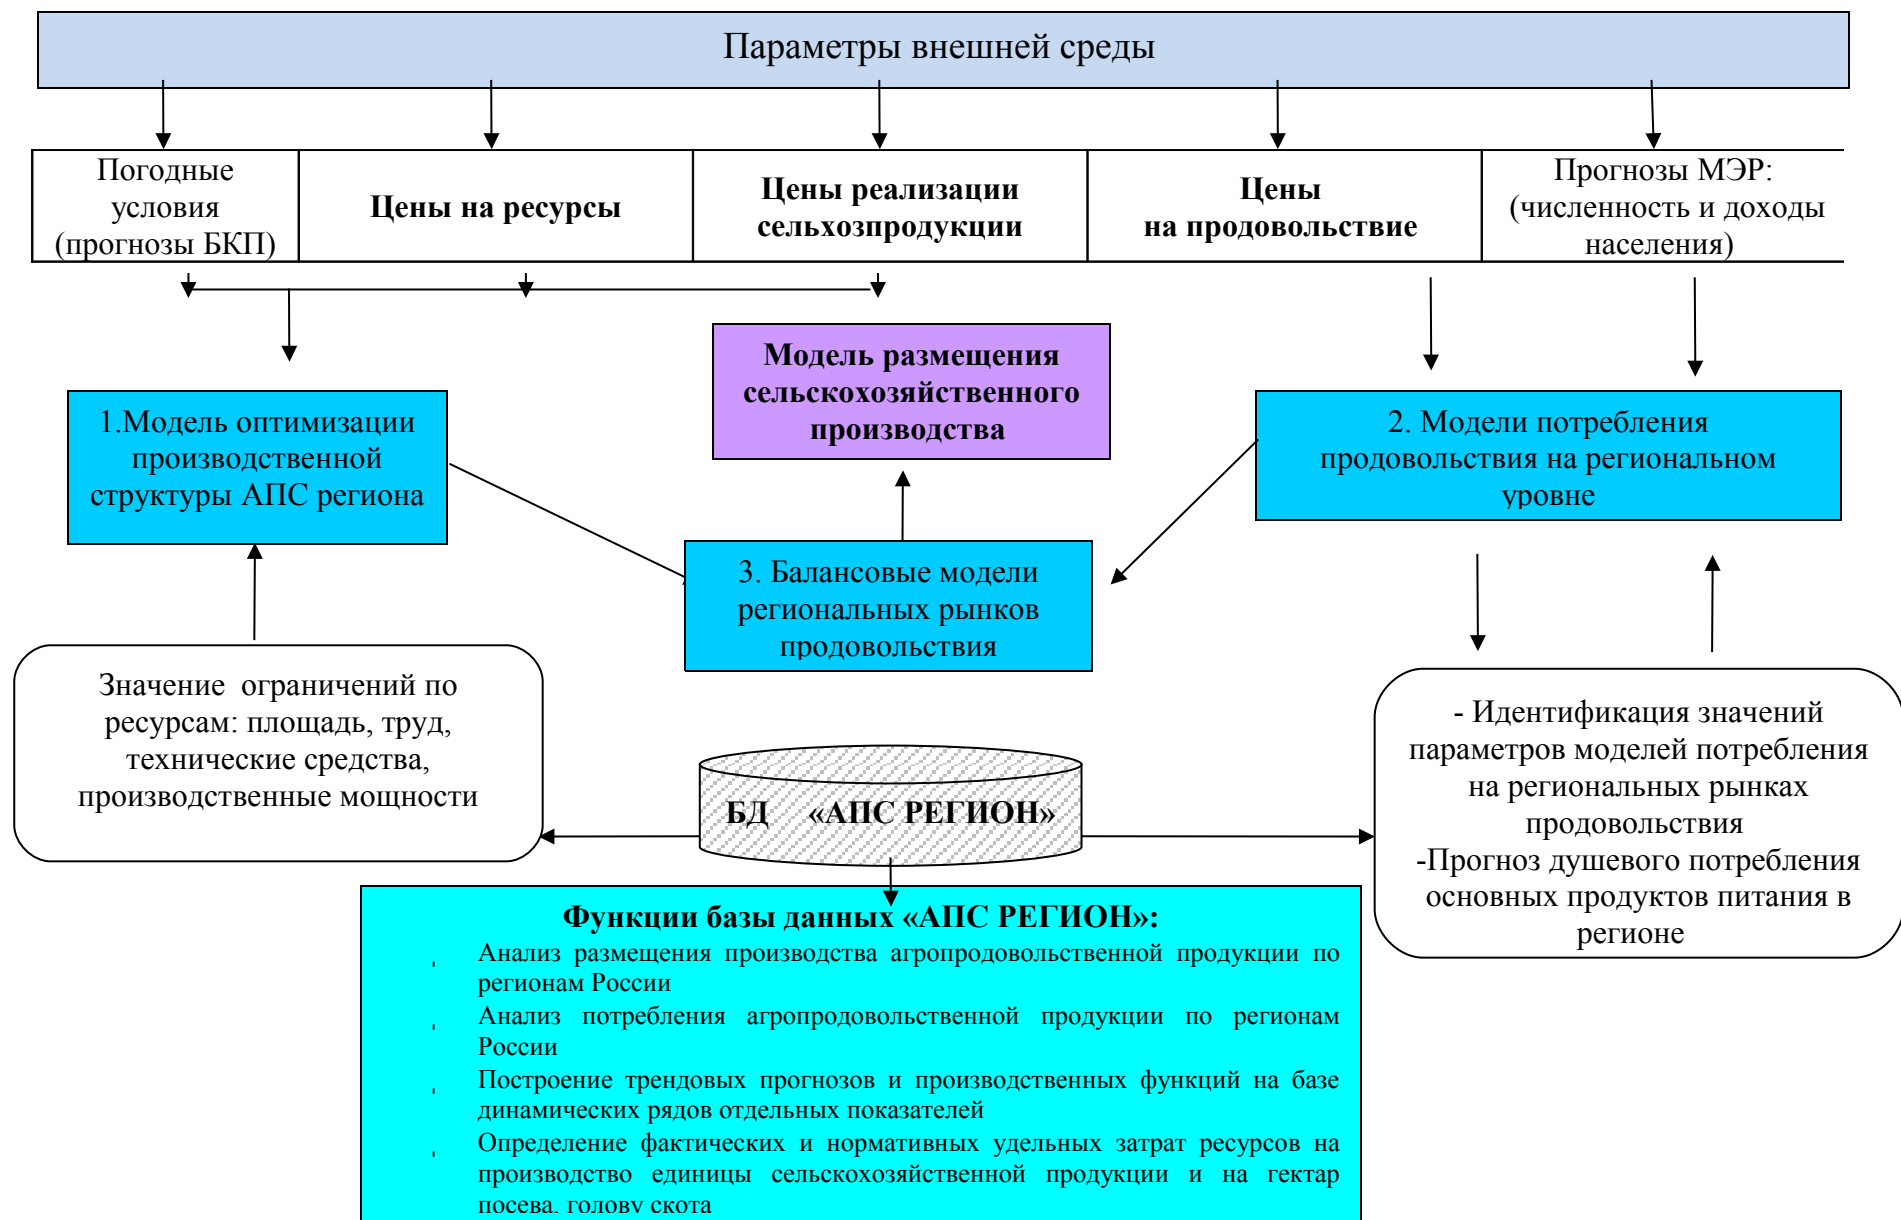 Параметры внешней среды
Погодные
условия
(прогнозы БКП)
Цены на ресурсы
Цены реализации
сельхозпродукции
Цены
на продовольствие
Прогнозы МЭР:
(численность и доходы
населения)
Модель размещения
сельскохозяйственного
производства
1.Модель оптимизации
производственной
структуры АПС региона
2. Модели потребления
продовольствия на региональном
уровне
3. Балансовые модели
региональных рынков
продовольствия
Значение ограничений по
ресурсам: площадь, труд,
технические средства,
производственные мощности
- Идентификация значений
параметров моделей потребления
на региональных рынках
продовольствия
-Прогноз душевого потребления
основных продуктов питания в
регионе
БД «АПС РЕГИОН»
Функции базы данных «АПС РЕГИОН»:
Анализ размещения производства агропродовольственной продукции по
регионам России
Анализ потребления агропродовольственной продукции по регионам
России
Построение трендовых прогнозов и производственных функций на базе
динамических рядов отдельных показателей
Определение фактических и нормативных удельных затрат ресурсов на
производство единицы сельскохозяйственной продукции и на гектар
посева, голову скота